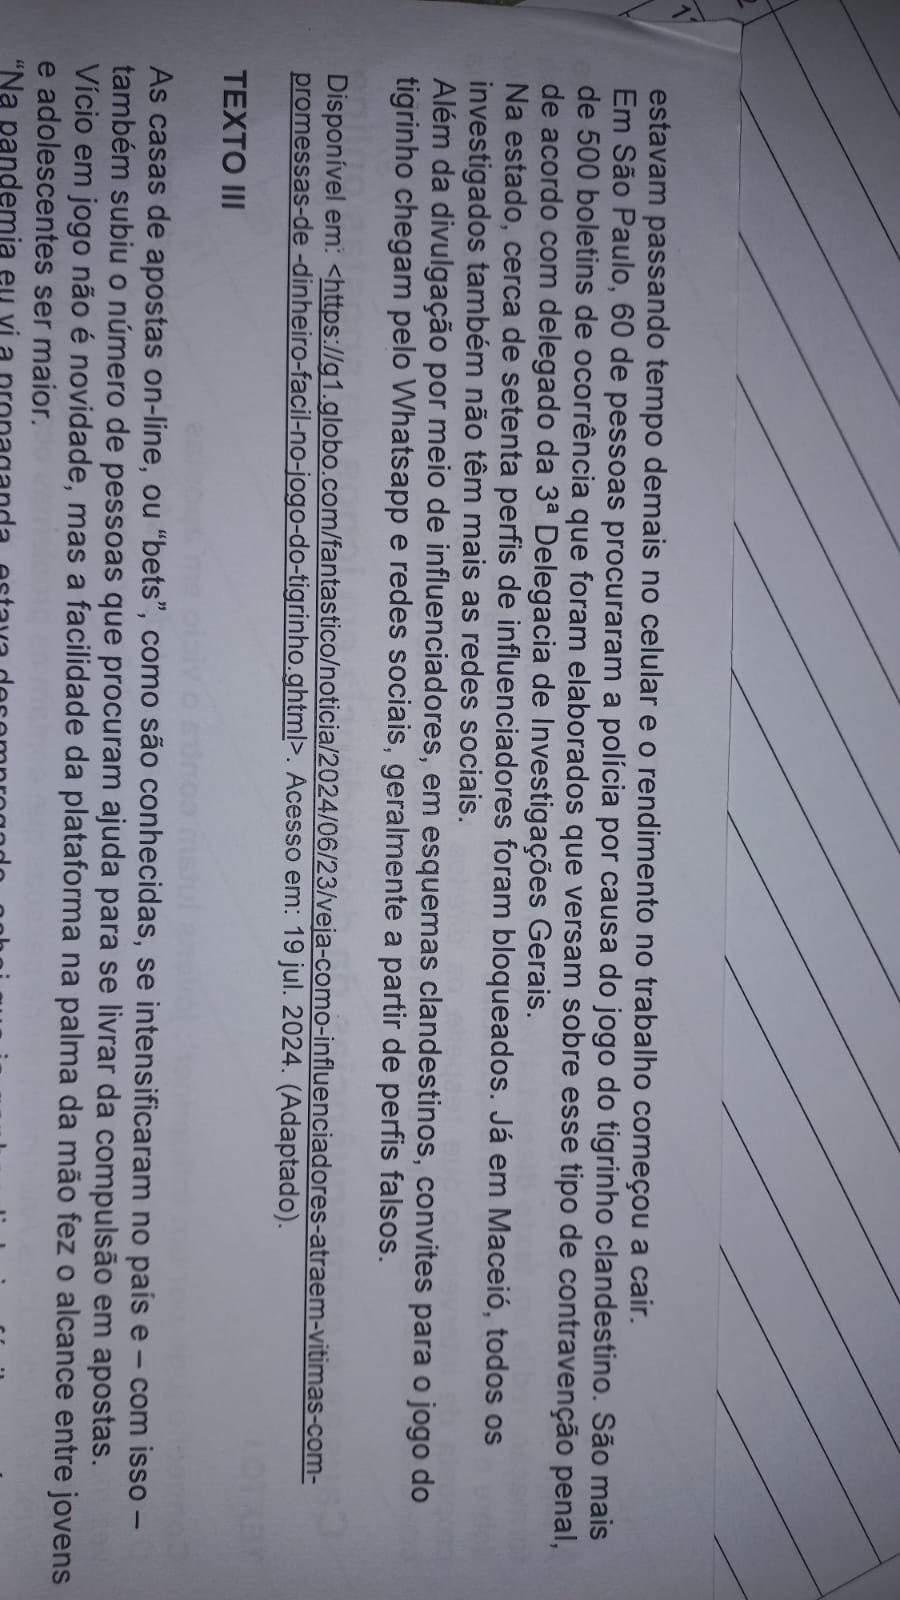 estavam passando tempo demais no celular e o rendimento no trabalho começou a cair.
Em São Paulo, 60 de pessoas procuraram a polícia por causa do jogo do tigrinho clandestino. São mais
de 500 boletins de ocorrência que foram elaborados que versam sobre esse tipo de contravenção penal,
de acordo com delegado da 3ª Delegacia de Investigações Gerais.
Na estado, cerca de setenta perfis de influenciadores foram bloqueados. Já em Maceió, todos os
investigados também não têm mais as redes sociais.
Além da divulgação por meio de influenciadores, em esquemas clandestinos, convites para o jogo do
tigrinho chegam pelo Whatsapp e redes sociais, geralmente a partir de perfis falsos.
Disponível em: <https://g1.globo.com/fantastico/noticia/2024/06/23/veja-como-influenciadores-atraem-vitimas-com-
promessas-de -dinheiro-facil-no-jogo-do-tigrinho.ghtml>. Acesso em: 19 jul. 2024. (Adaptado).
TEXTO III
As casas de apostas on-line, ou “bets”, como são conhecidas, se intensificaram no país e – com isso –
também subiu o número de pessoas que procuram ajuda para se livrar da compulsão em apostas.
Vício em jogo não é novidade, mas a facilidade da plataforma na palma da mão fez o alcance entre jovens
e adolescentes ser maior.
“Na pandemia eu vi a propaganda, estava desempregado